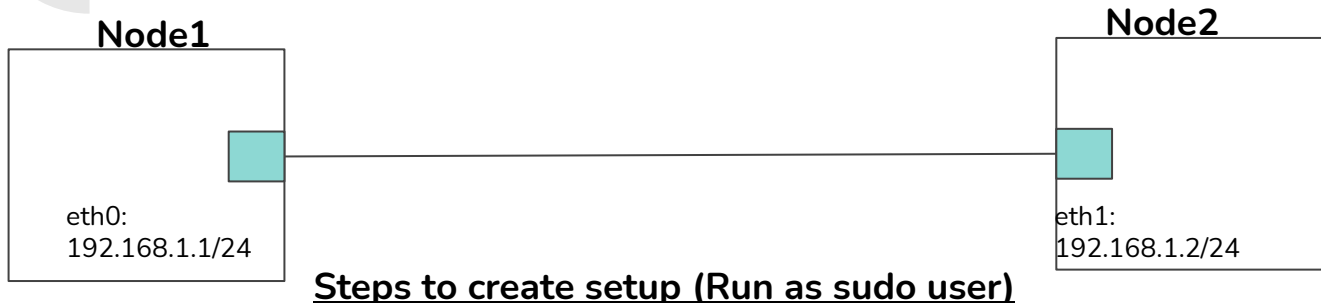 Node1
Node2
eth0:
192.168.1.1/24
eth1:
192.168.1.2/24
Steps to create setup (Run as sudo user)